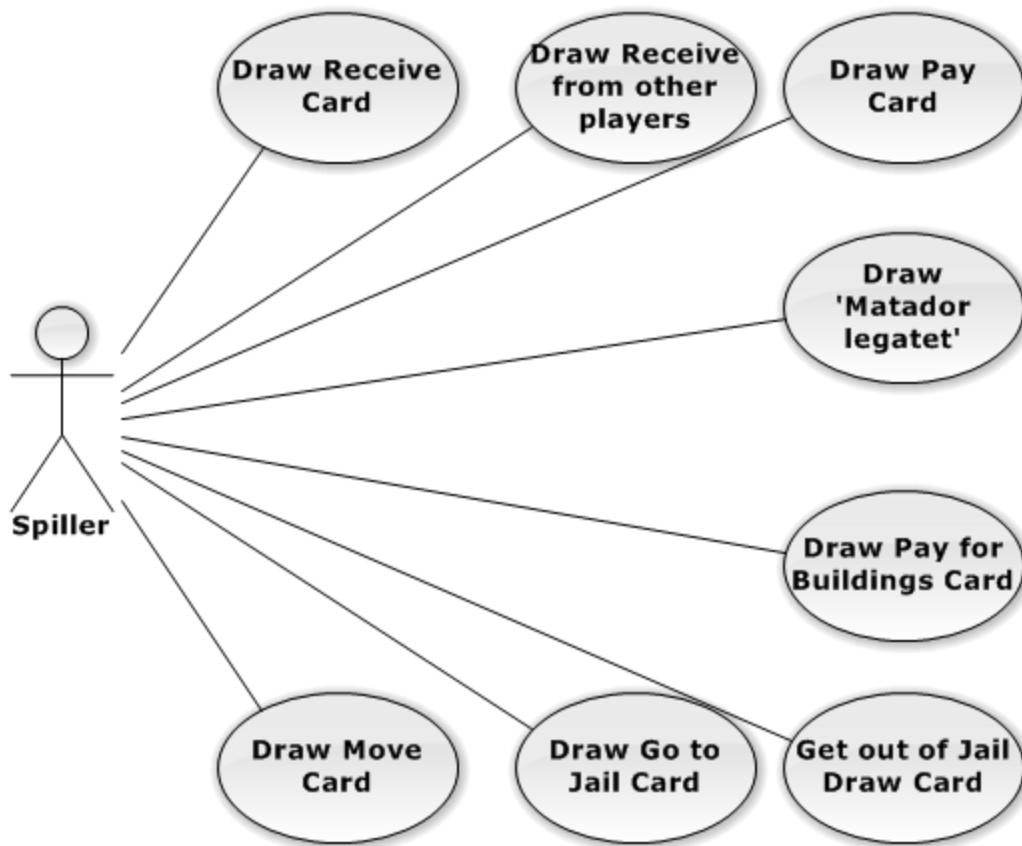 Draw Receive
Card
Draw Receive
from other
players
Draw Pay
Card
Draw
'Matador
legatet'
Spiller
Draw Pay for
Buildings Card
Draw Move
Card
Draw Go to
Jail Card
Get out of Jail
Draw Card